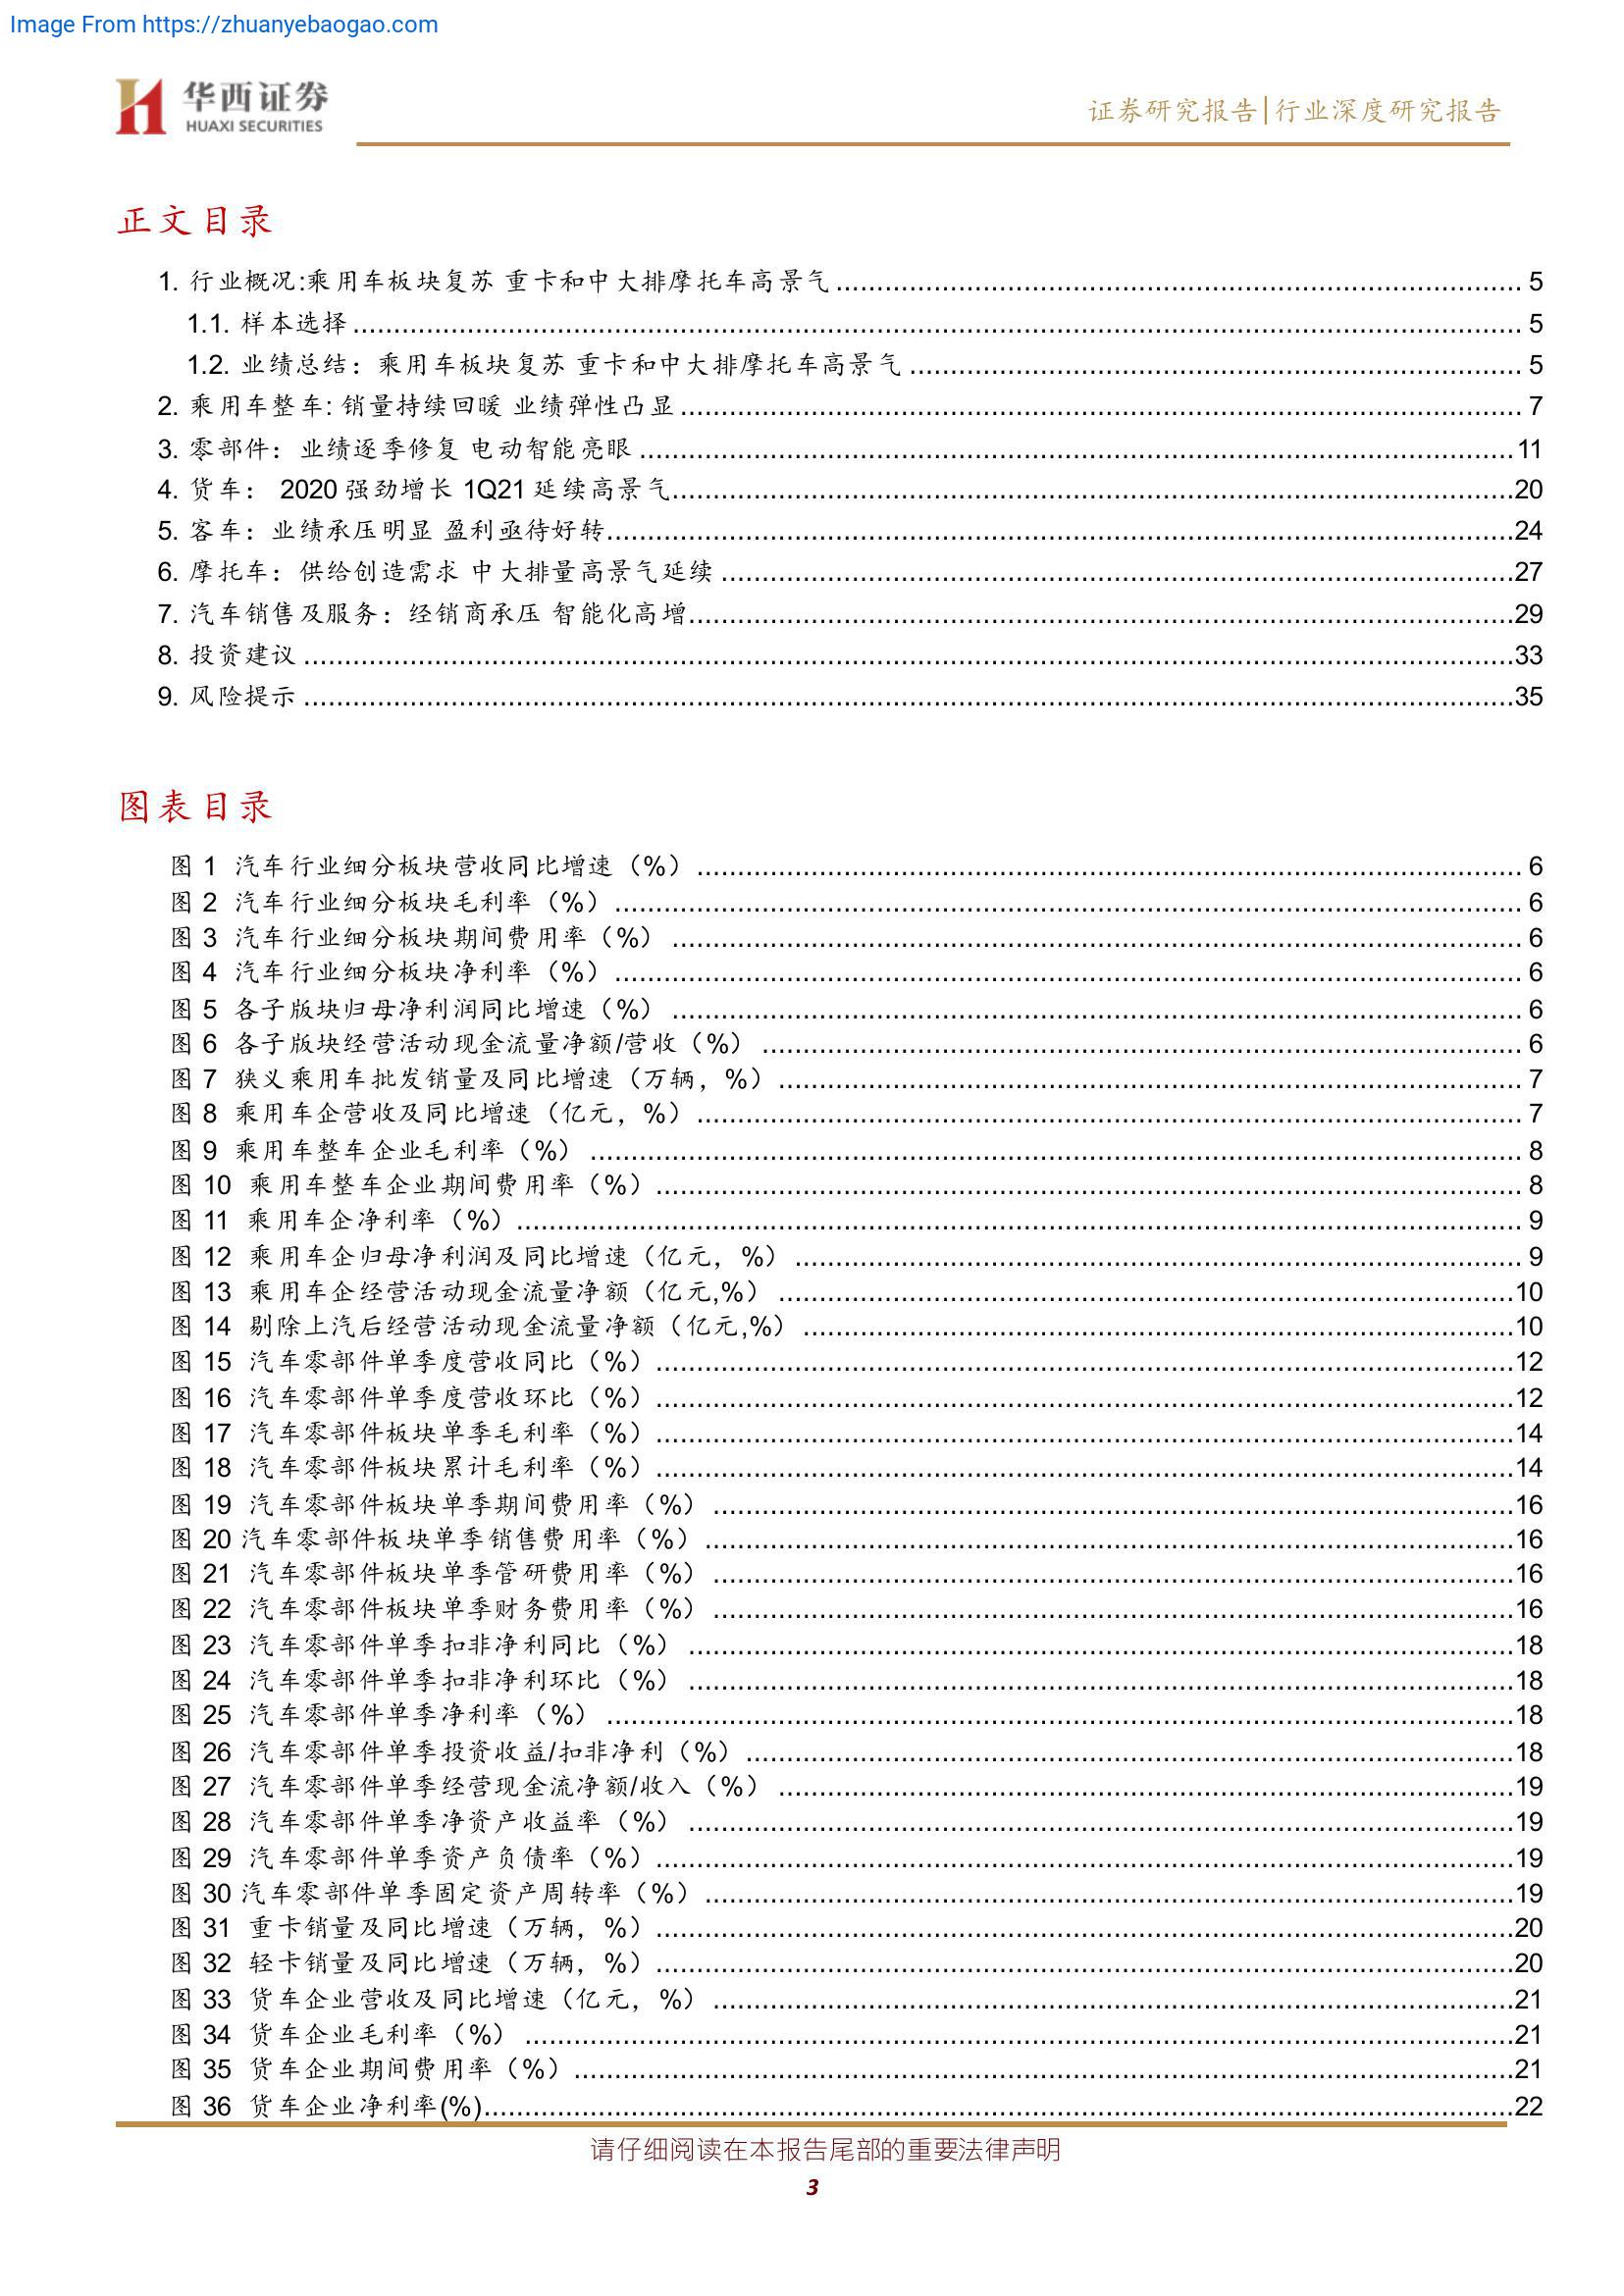 Image From https://zhuanyebaogao.com
华西证券
HUAXI SECURITIES
证券研究报告|行业深度研究报告
正文目录
1. 行业概况:乘用车板块复苏 重卡和中大排摩托车高景气 5
1.1. 样本选择 5
1.2. 业绩总结：乘用车板块复苏 重卡和中大排摩托车高景气 5
2. 乘用车整车: 销量持续回暖 业绩弹性凸显 7
3. 零部件：业绩逐季修复 电动智能亮眼 11
4. 货车： 2020 强劲增长 1Q21 延续高景气 20
5. 客车：业绩承压明显 盈利亟待好转 24
6. 摩托车：供给创造需求 中大排量高景气延续 27
7. 汽车销售及服务：经销商承压 智能化高增 29
8. 投资建议 33
9. 风险提示 35
图表目录
图 1 汽车行业细分板块营收同比增速（%） 6
图 2 汽车行业细分板块毛利率（%） 6
图 3 汽车行业细分板块期间费用率（%） 6
图 4 汽车行业细分板块净利率（%） 6
图 5 各子版块归母净利润同比增速（%） 6
图 6 各子版块经营活动现金流量净额/营收（%） 6
图 7 狭义乘用车批发销量及同比增速（万辆，%） 7
图 8 乘用车企营收及同比增速（亿元，%） 7
图 9 乘用车整车企业毛利率（%） 8
图 10 乘用车整车企业期间费用率（%） 8
图 11 乘用车企净利率（%） 9
图 12 乘用车企归母净利润及同比增速（亿元，%） 9
图 13 乘用车企经营活动现金流量净额（亿元,%） 10
图 14 剔除上汽后经营活动现金流量净额（亿元,%） 10
图 15 汽车零部件单季度营收同比（%） 12
图 16 汽车零部件单季度营收环比（%） 12
图 17 汽车零部件板块单季毛利率（%） 14
图 18 汽车零部件板块累计毛利率（%） 14
图 19 汽车零部件板块单季期间费用率（%） 16
图 20 汽车零部件板块单季销售费用率（%） 16
图 21 汽车零部件板块单季管研费用率（%） 16
图 22 汽车零部件板块单季财务费用率（%） 16
图 23 汽车零部件单季扣非净利同比（%） 18
图 24 汽车零部件单季扣非净利环比（%） 18
图 25 汽车零部件单季净利率（%） 18
图 26 汽车零部件单季投资收益/扣非净利（%） 18
图 27 汽车零部件单季经营现金流净额/收入（%） 19
图 28 汽车零部件单季净资产收益率（%） 19
图 29 汽车零部件单季资产负债率（%） 19
图 30 汽车零部件单季固定资产周转率（%） 19
图 31 重卡销量及同比增速（万辆，%） 20
图 32 轻卡销量及同比增速（万辆，%） 20
图 33 货车企业营收及同比增速（亿元，%） 21
图 34 货车企业毛利率（%） 21
图 35 货车企业期间费用率（%） 21
图 36 货车企业净利率(%) 22
请仔细阅读在本报告尾部的重要法律声明
3